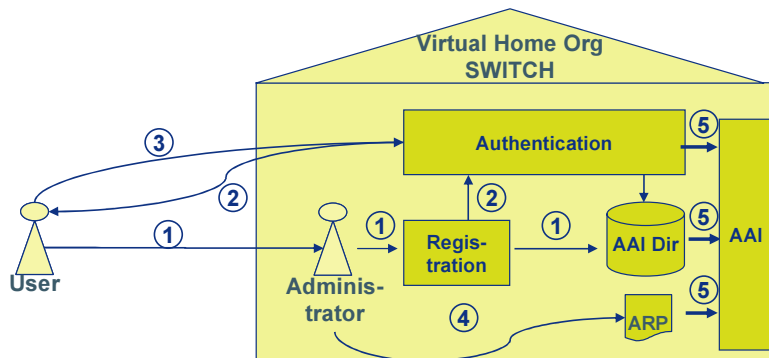 Virtual Home Org
SWITCH
5
3
Authentication
2
2
1
1
1
5
User
Adminis-
trator
Regis-
tration
AAI Dir
AAI
4
5
ARP